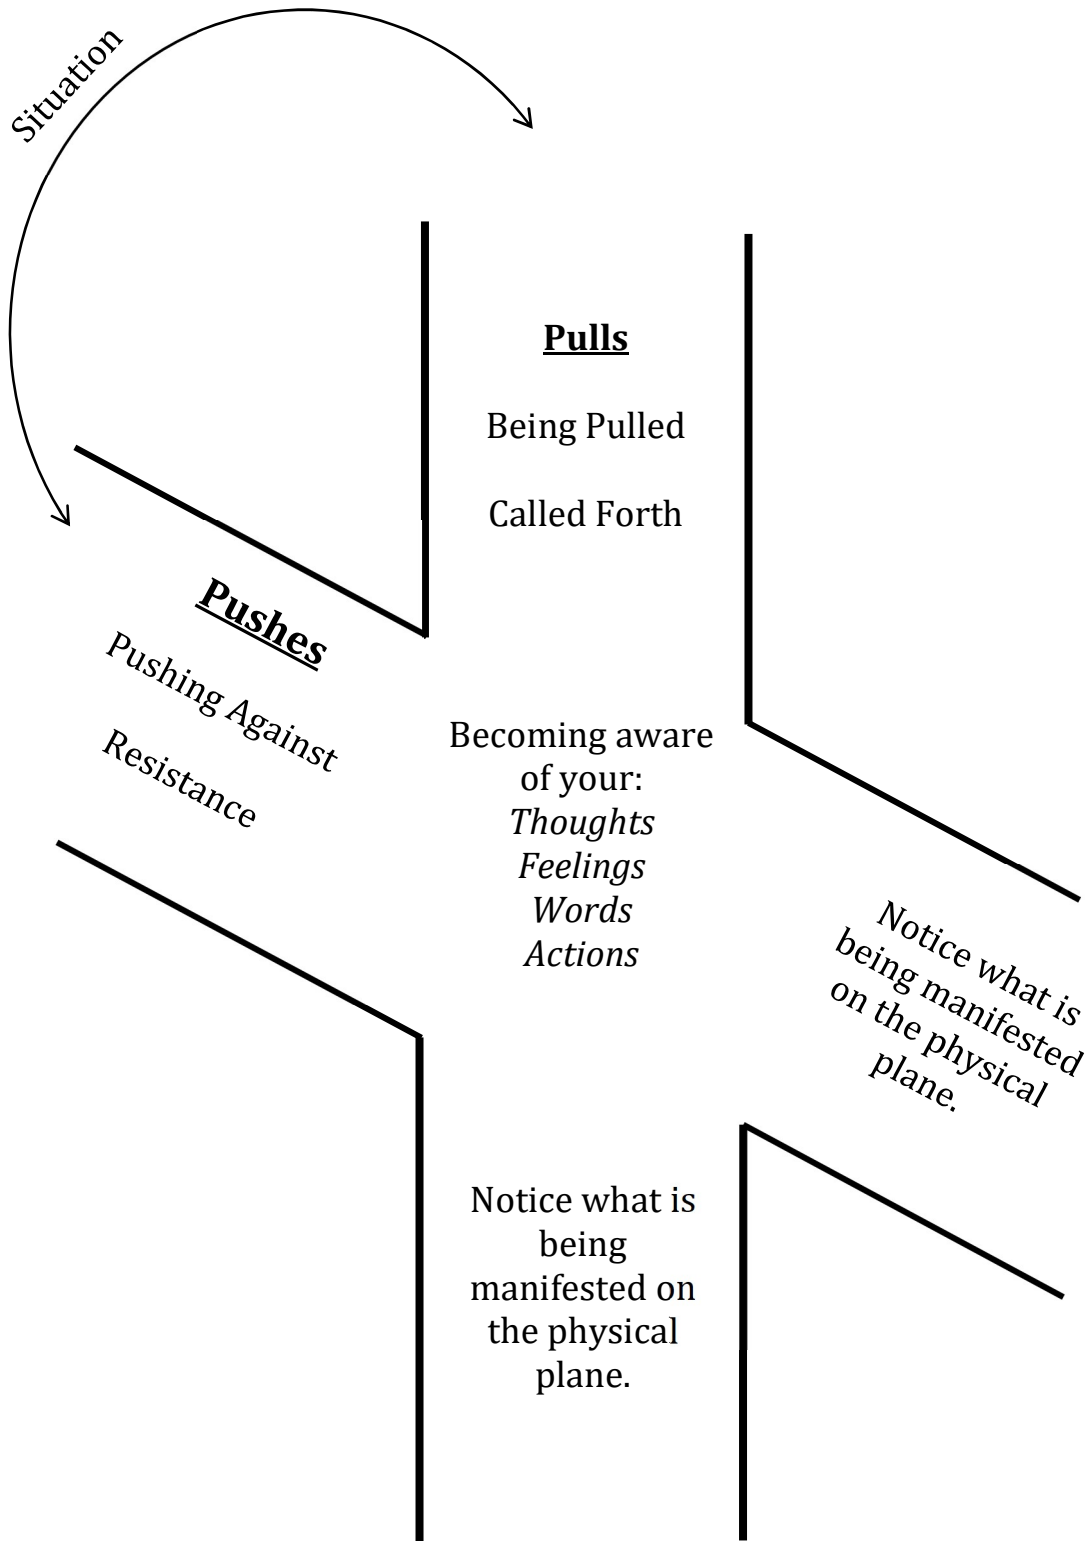 Situation
Pulls
Being Pulled
Called Forth
Pushes
Pushing Against
Resistance
Becoming aware
of your:
Thoughts
Feelings
Words
Actions
Notice what is
being manifested
on the physical
plane.
Notice what is
being
manifested on
the physical
plane.